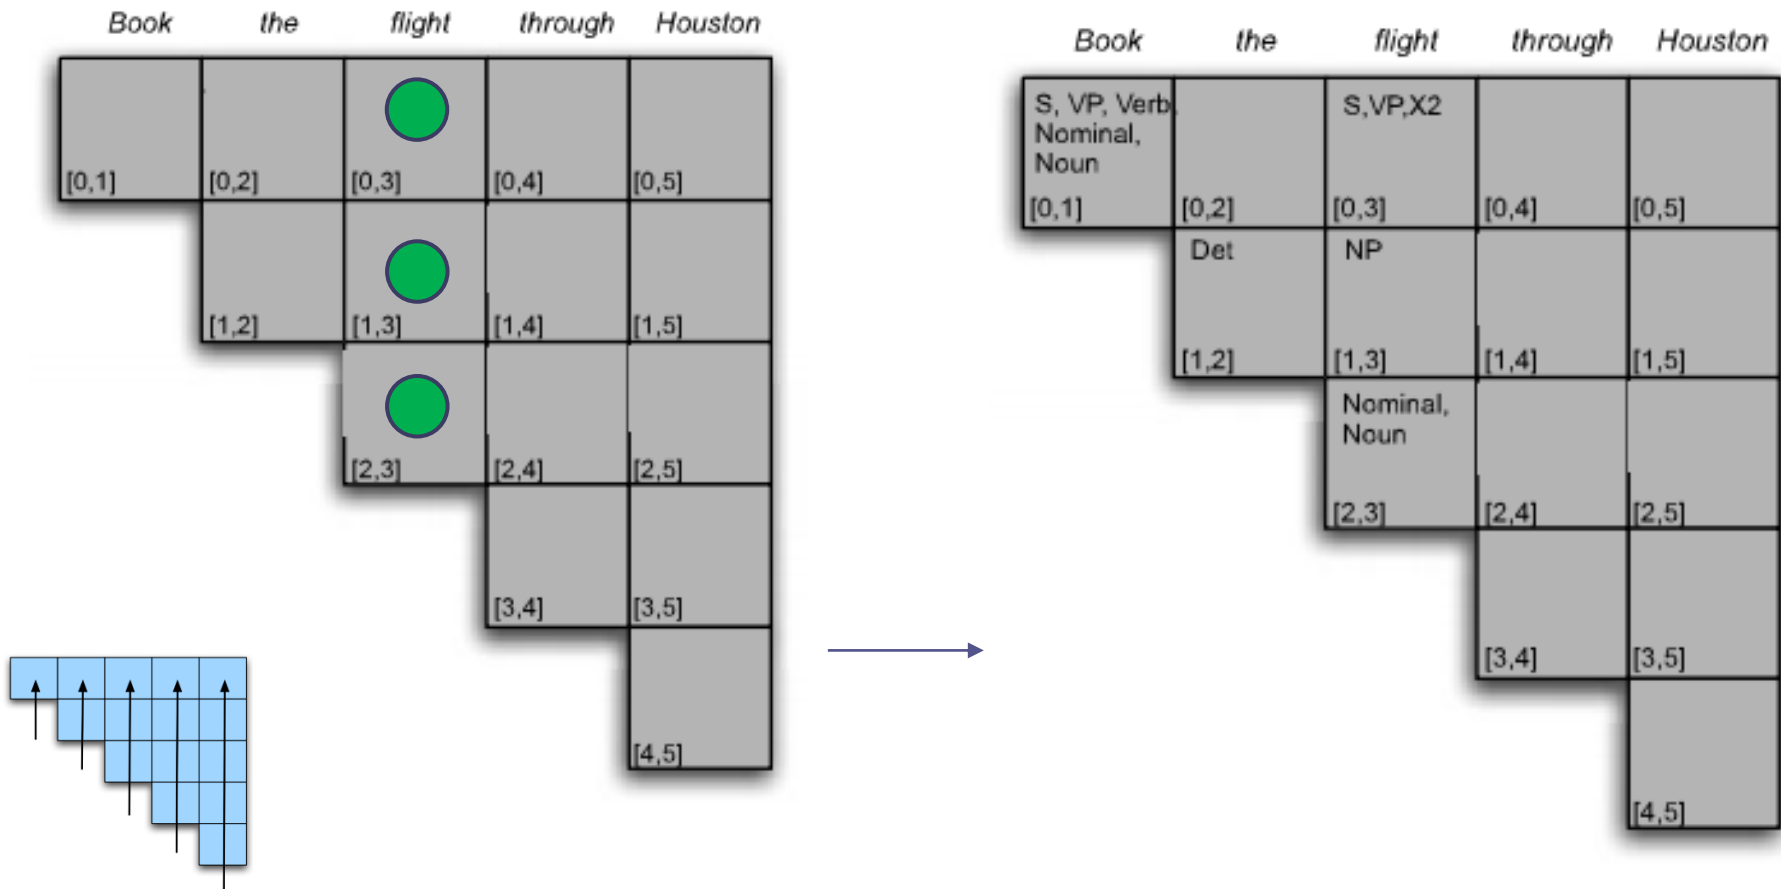 Book the flight through Houston
[0,1] [0,2] [0,3] [0,4] [0,5]
[1,2] [1,3] [1,4] [1,5]
[2,3] [2,4] [2,5]
[3,4] [3,5]
[4,5]
Book the flight through Houston
S, VP, Verb, S,VP,X2
Nominal,
Noun
[0,1] [0,2] [0,3] [0,4] [0,5]
Det NP
[1,2] [1,3] [1,4] [1,5]
Nominal,
Noun
[2,3] [2,4] [2,5]
[3,4] [3,5]
[4,5]